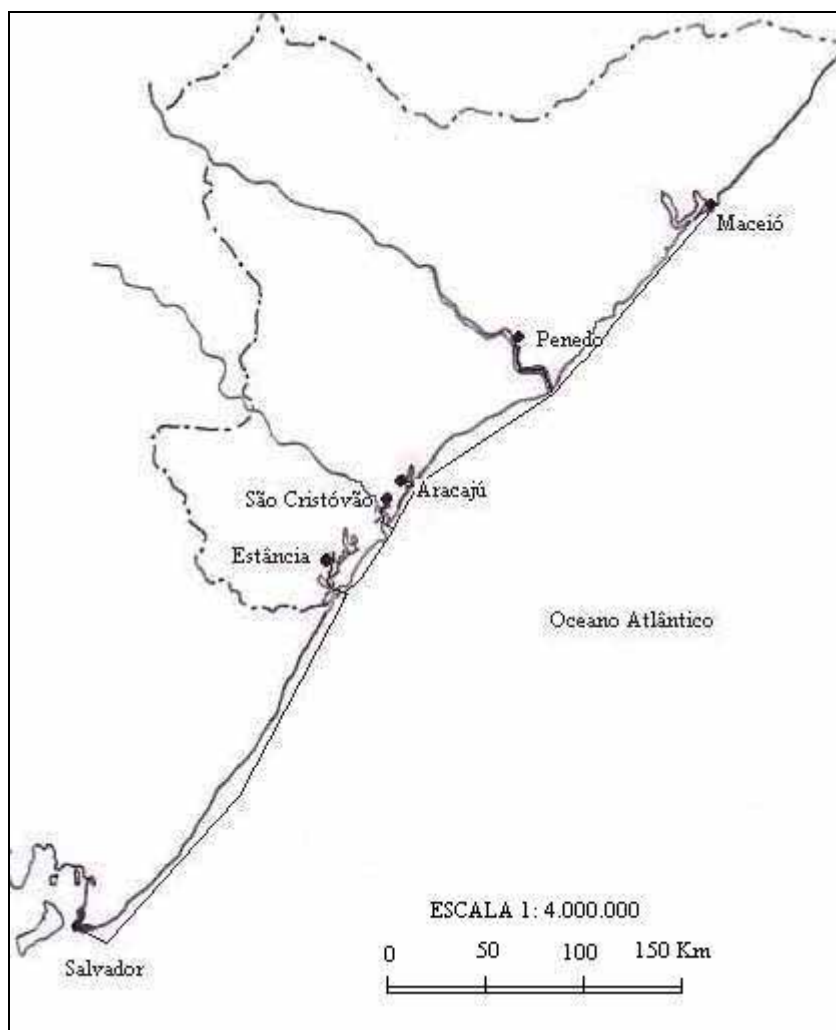 Maceió
Penedo
Aracajú
São Cristóvão
Estância
Oceano Atlântico
ESCALA 1: 4.000.000
0 50 100 150 Km
Salvador